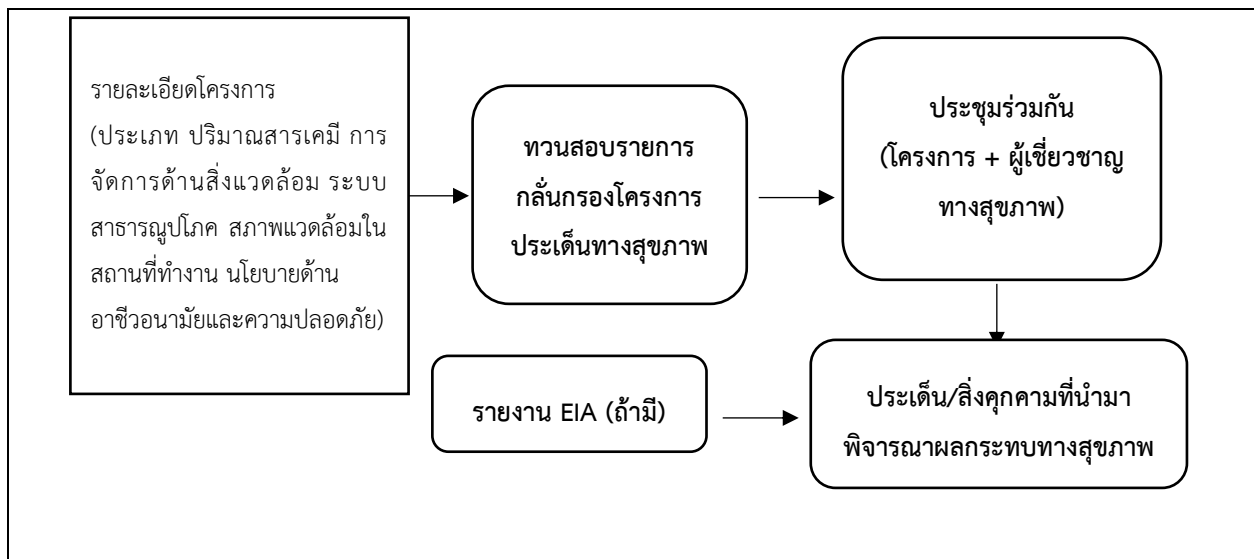 รายละเอียดโครงการ
(ประเภท ปริมาณสารเคมี การ
จัดการด้านสิ่งแวดล้อม ระบบ
สาธารณูปโภค สภาพแวดล้อมใน
สถานที่ทำงาน นโยบายด้าน
อาชีวอนามัยและความปลอดภัย)
ทวนสอบรายการ
กลั่นกรองโครงการ
ประเด็นทางสุขภาพ
ประชุมร่วมกัน
(โครงการ + ผู้เชี่ยวชาญ
ทางสุขภาพ)
รายงาน EIA (ถ้ามี)
ประเด็น/สิ่งคุกคามที่นำมา
พิจารณาผลกระทบทางสุขภาพ